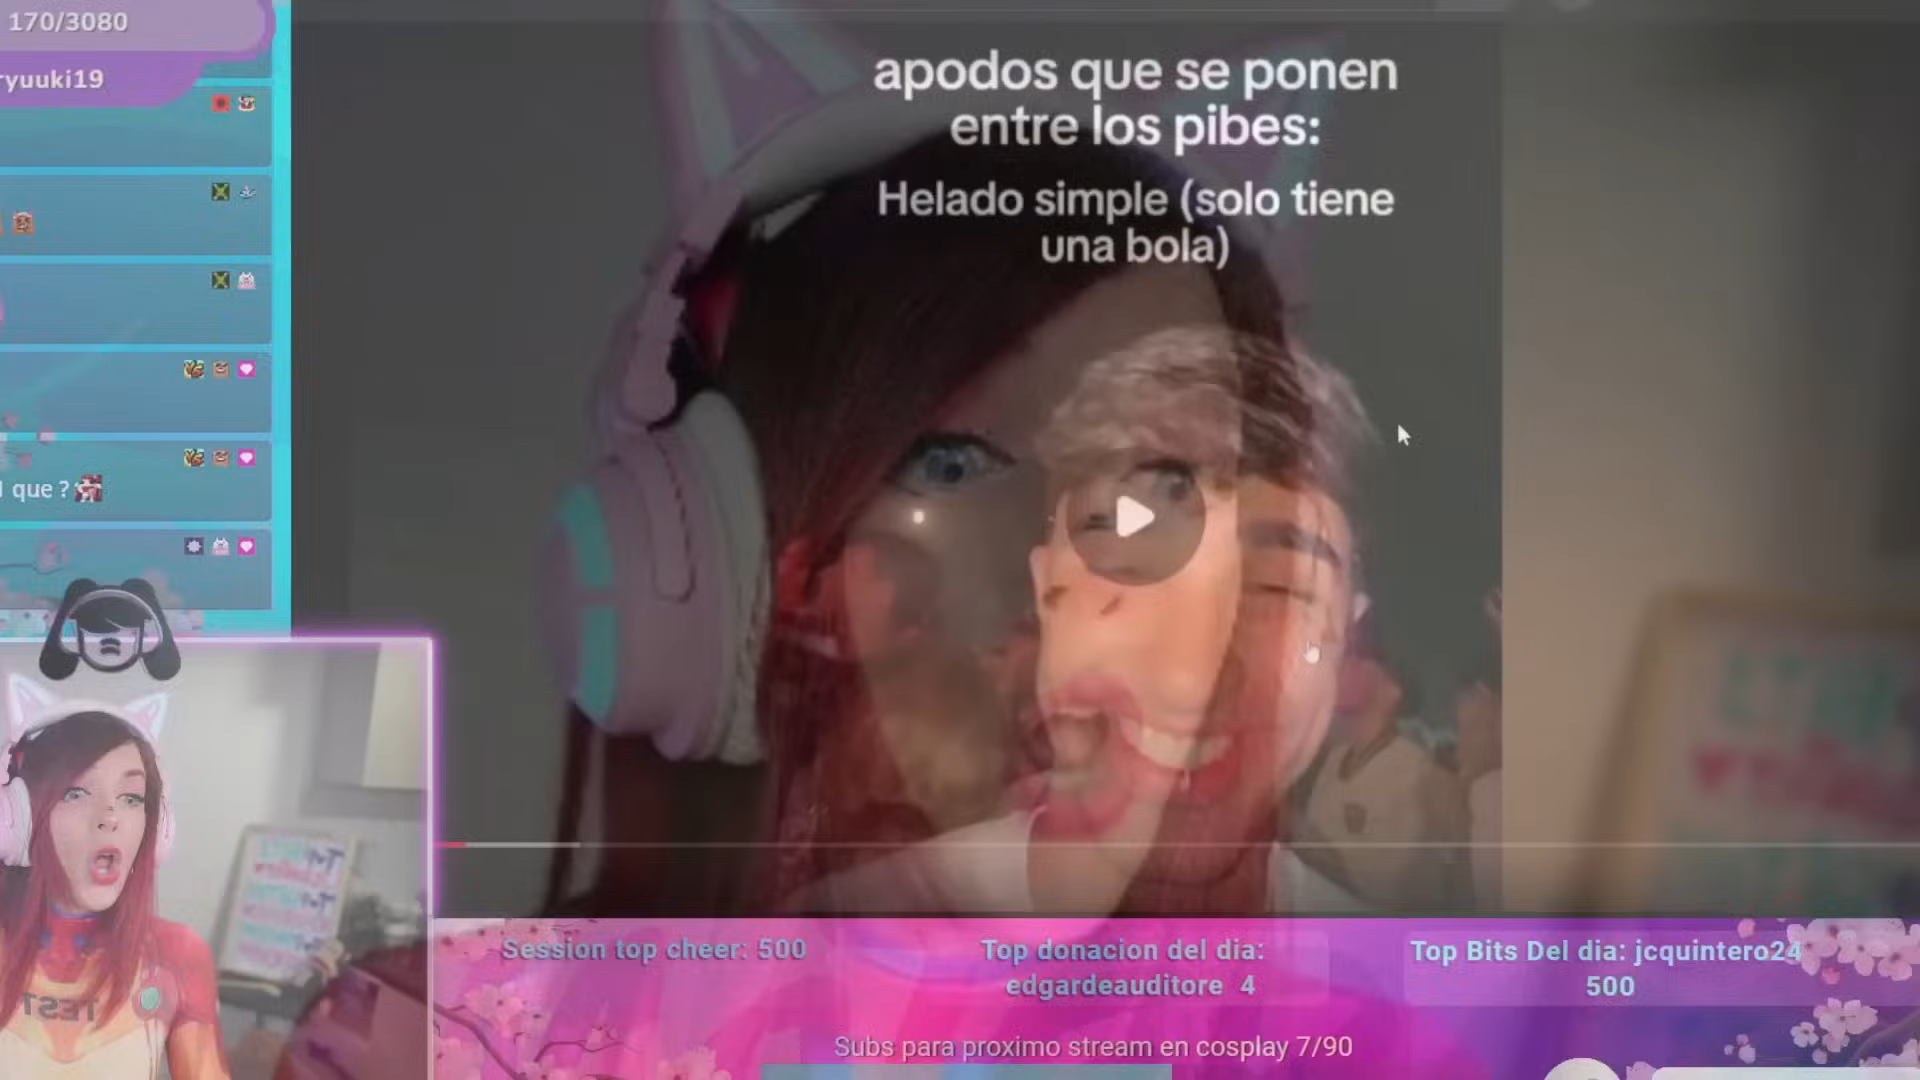 170/3080
ryuuki19
apodos que se ponen
entre los pibes:
Helado simple (solo tiene
una bola)
que ?
TEST
Session top cheer: 500
Top donacion del dia:
edgardeauditore 4
Top Bits Del dia: jcquintero24
500
Subs para proximo stream en cosplay 7/90